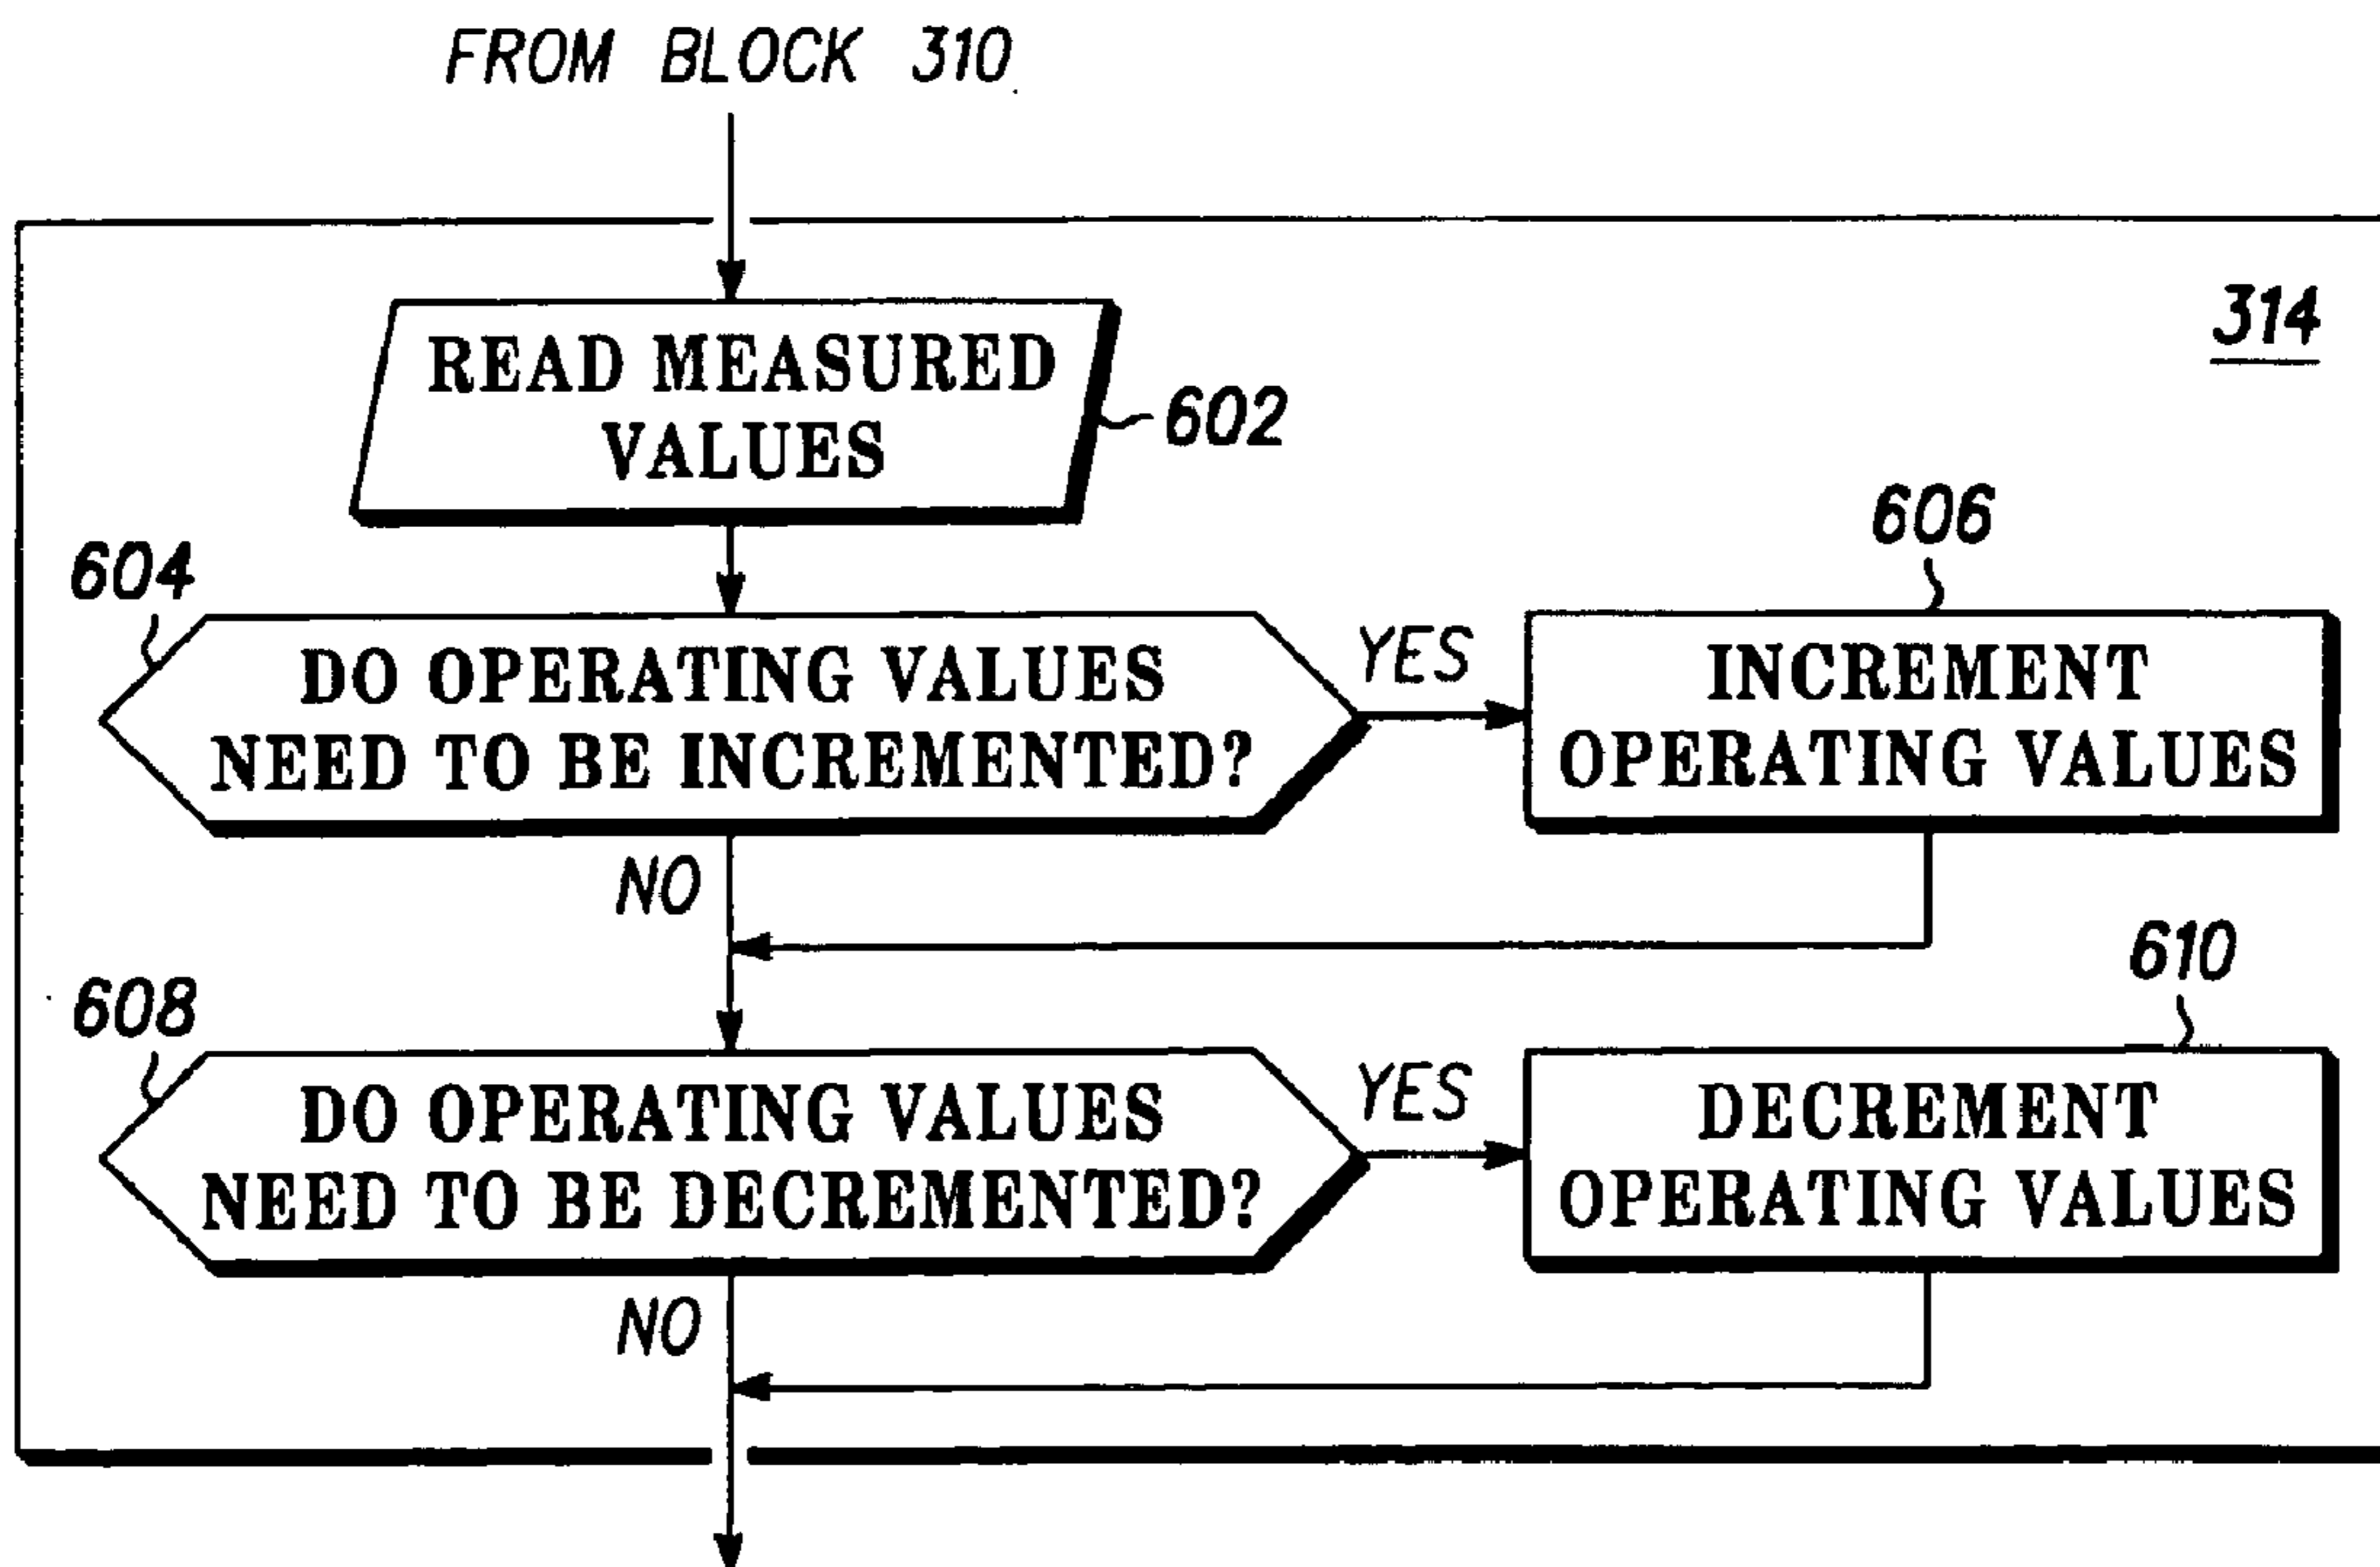 FROM BLOCK 310
314
READ MEASURED
VALUES
602
604
606
DO OPERATING VALUES
NEED TO BE INCREMENTED?
YES
INCREMENT
OPERATING VALUES
NO
608
610
DO OPERATING VALUES
NEED TO BE DECREMENTED?
YES
DECREMENT
OPERATING VALUES
NO